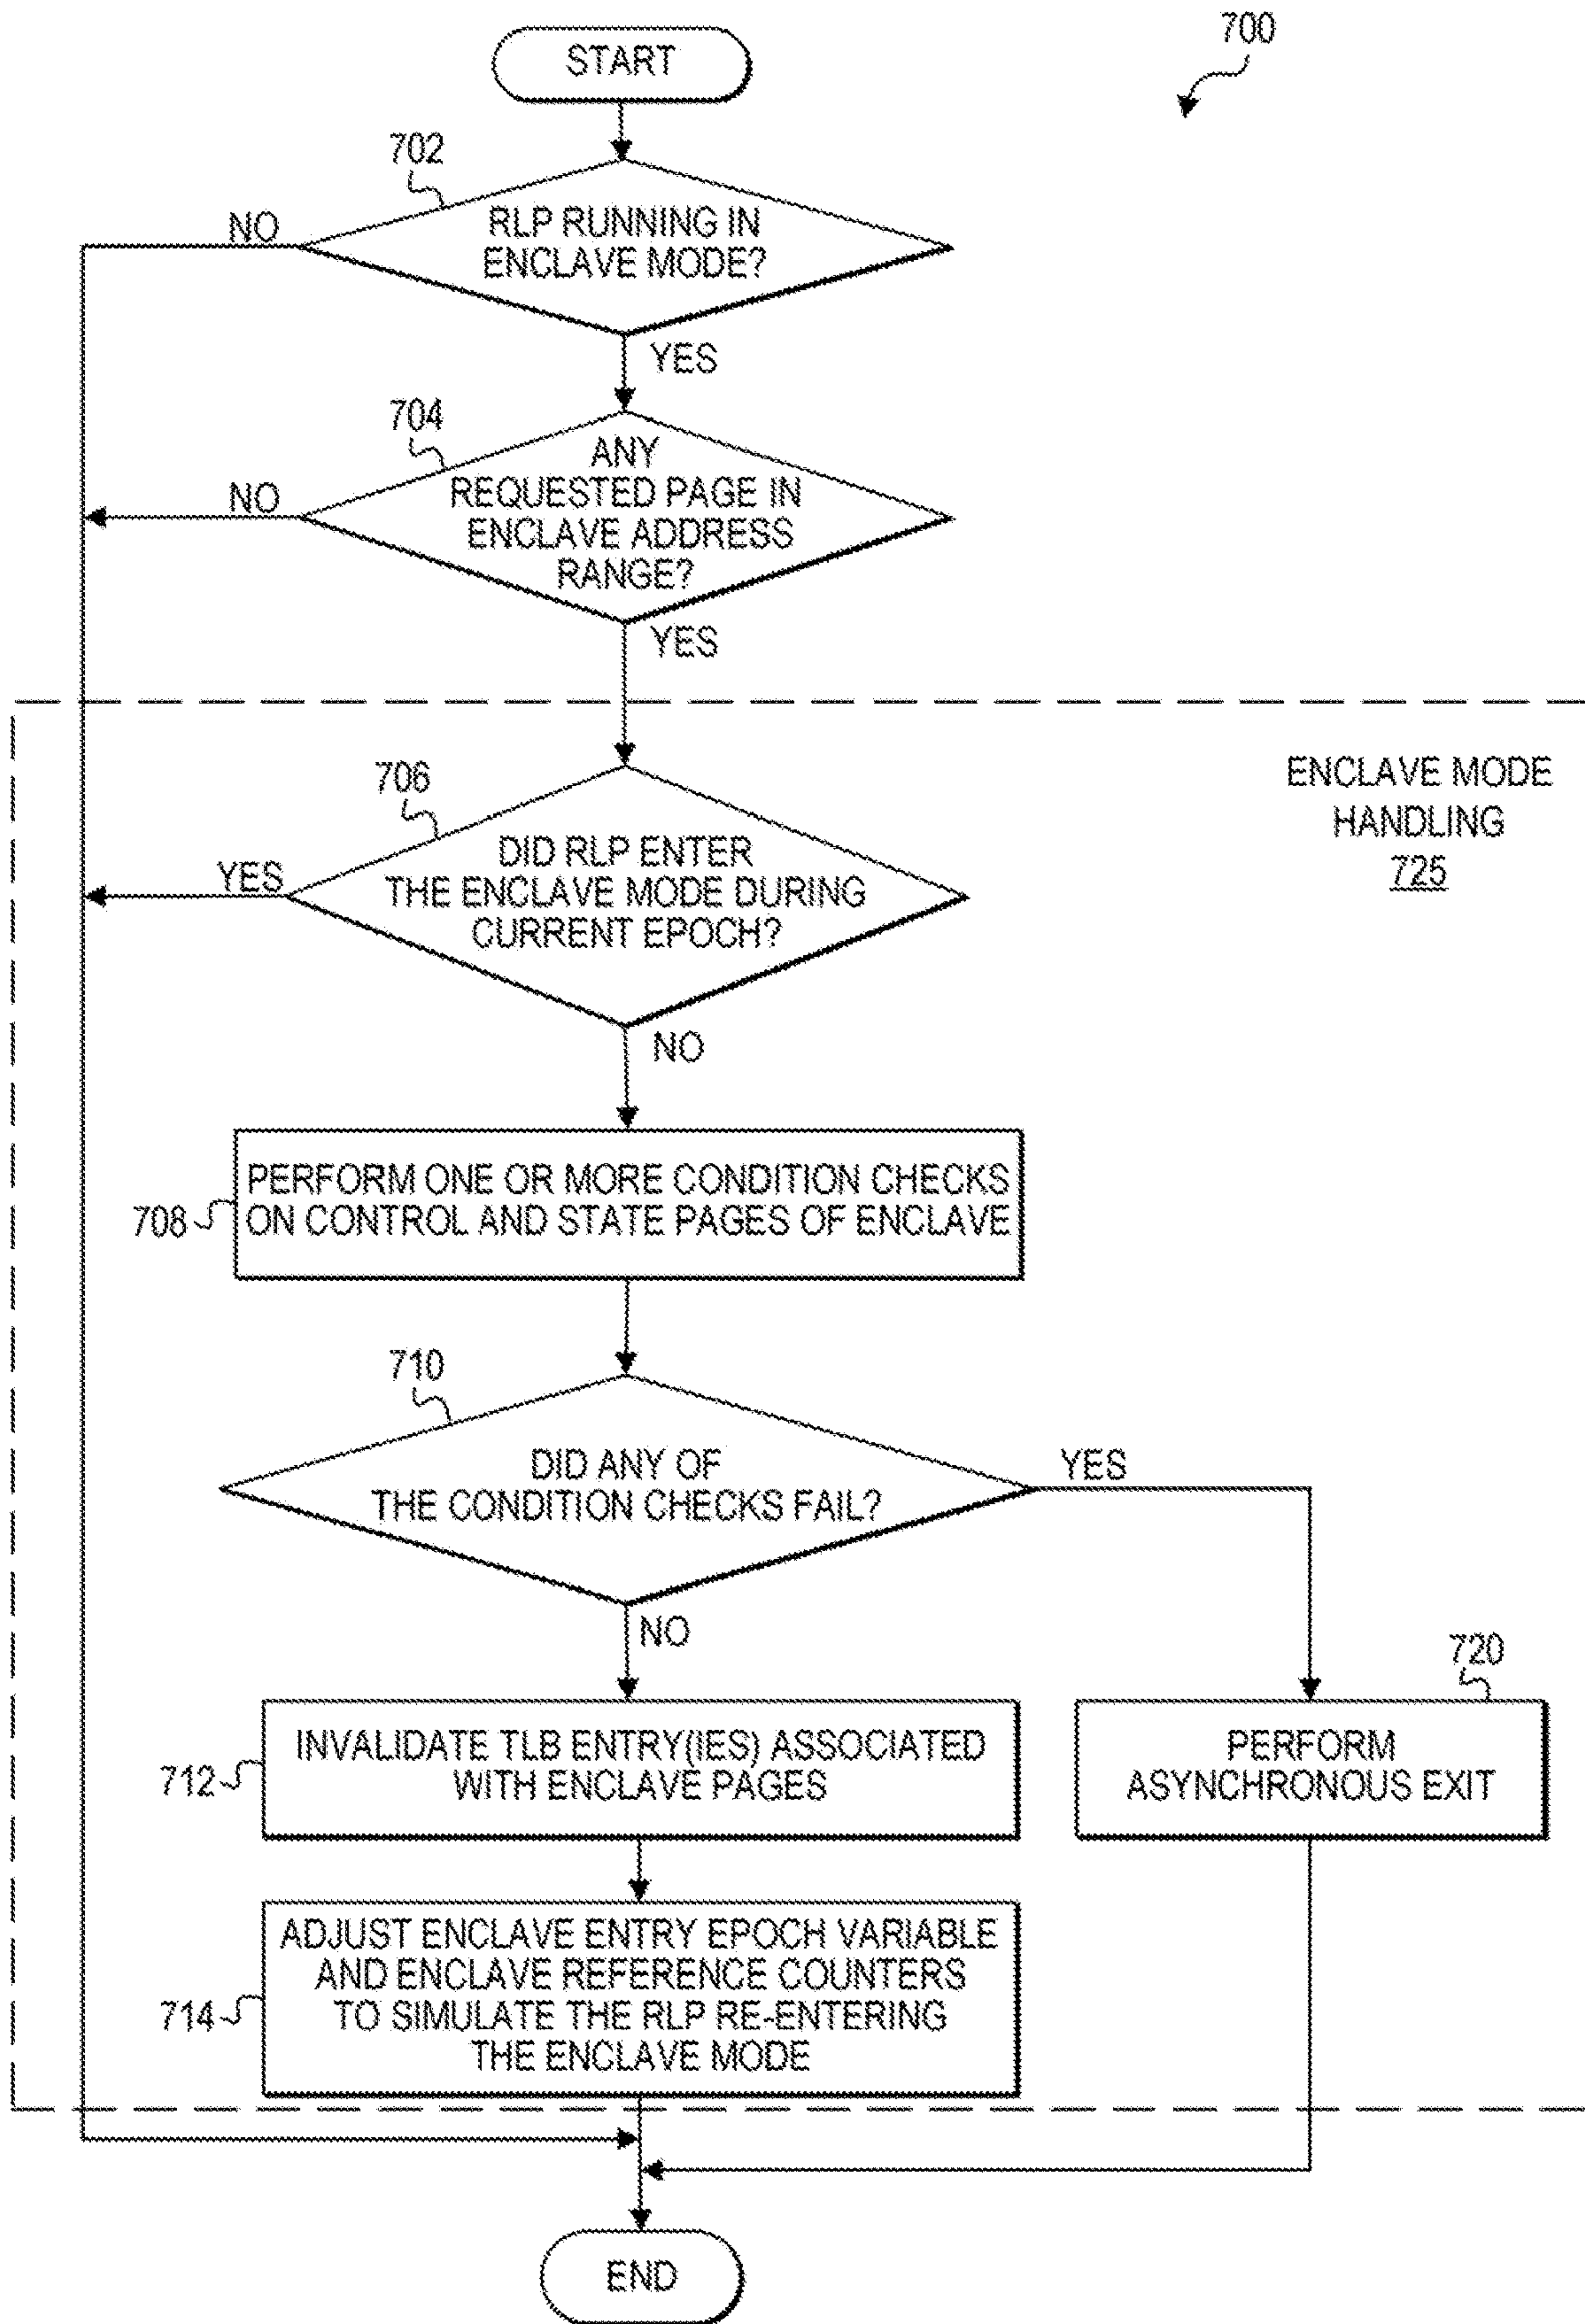 START
700
702
NO
RLP RUNNING IN
ENCLAVE MODE?
YES
704
NO
ANY
REQUESTED PAGE IN
ENCLAVE ADDRESS
RANGE?
YES
ENCLAVE MODE
HANDLING
725
706
YES
DID RLP ENTER
THE ENCLAVE MODE DURING
CURRENT EPOCH?
NO
708
PERFORM ONE OR MORE CONDITION CHECKS
ON CONTROL AND STATE PAGES OF ENCLAVE
710
DID ANY OF
THE CONDITION CHECKS FAIL?
YES
NO
712
INVALIDATE TLB ENTRY(IES) ASSOCIATED
WITH ENCLAVE PAGES
720
PERFORM
ASYNCHRONOUS EXIT
714
ADJUST ENCLAVE ENTRY EPOCH VARIABLE
AND ENCLAVE REFERENCE COUNTERS
TO SIMULATE THE RLP RE-ENTERING
THE ENCLAVE MODE
END